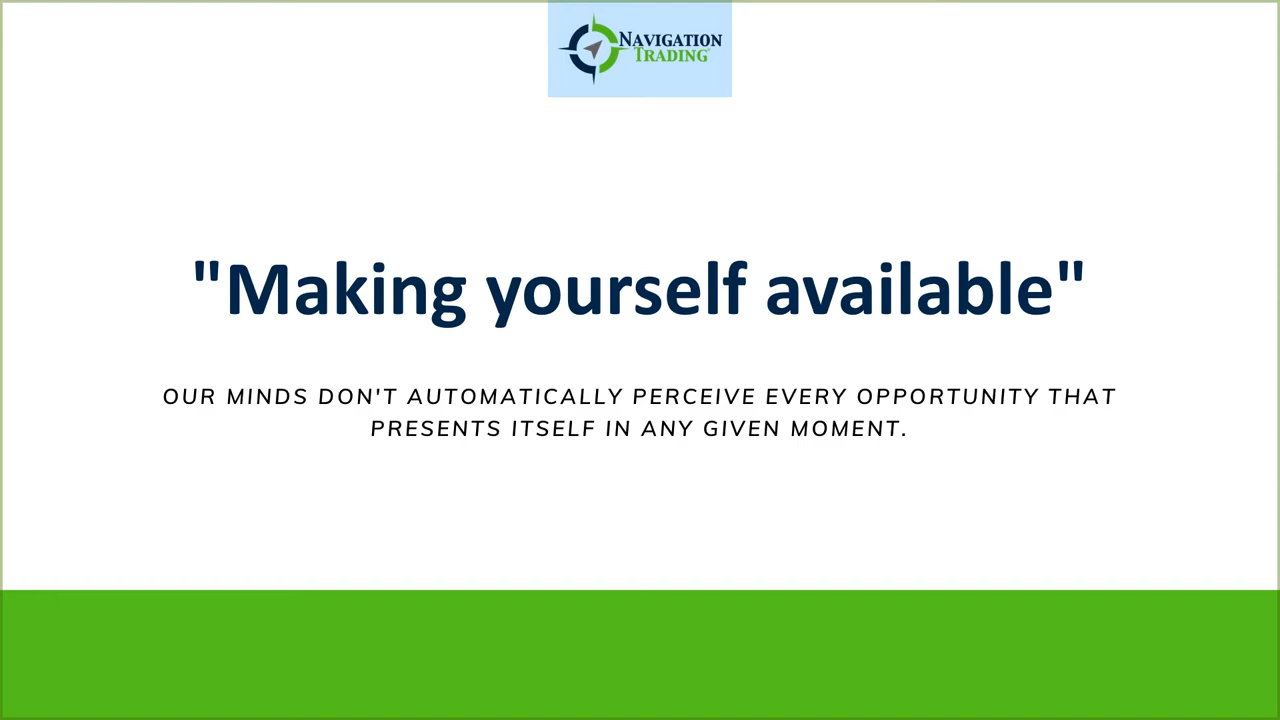 NAVIGATION
TRADING
"Making yourself available"
OUR MINDS DON'T AUTOMATICALLY PERCEIVE EVERY OPPORTUNITY THAT
PRESENTS ITSELF IN ANY GIVEN MOMENT.